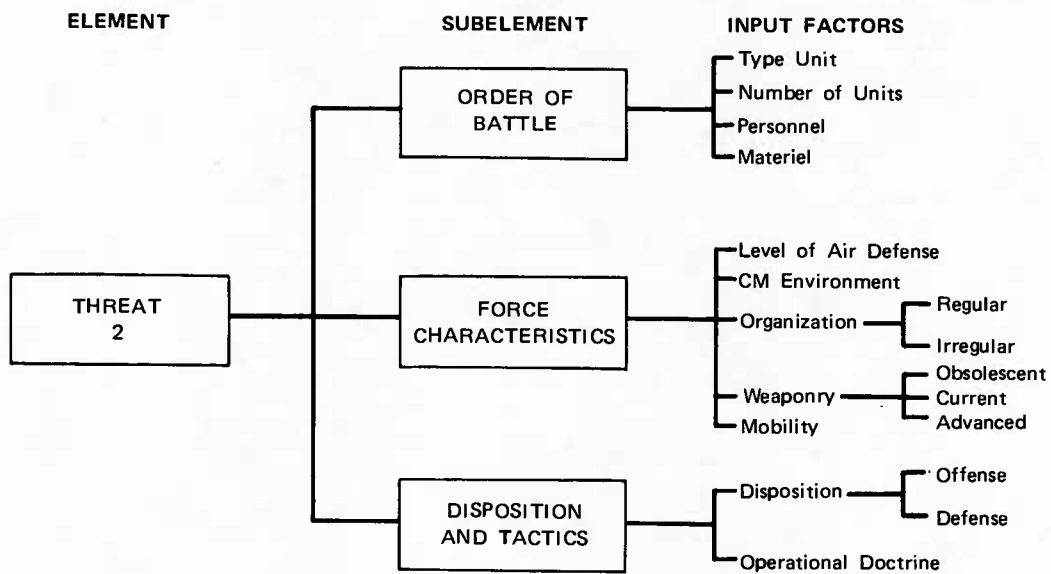 ELEMENT
SUBELEMENT
INPUT FACTORS
ORDER OF
BATTLE
Type Unit
Number of Units
Personnel
Materiel
THREAT
2
FORCE
CHARACTERISTICS
Level of Air Defense
CM Environment
Organization
Regular
Irregular
Weaponry
Obsolescent
Current
Advanced
Mobility
DISPOSITION
AND TACTICS
Disposition
Offense
Defense
Operational Doctrine